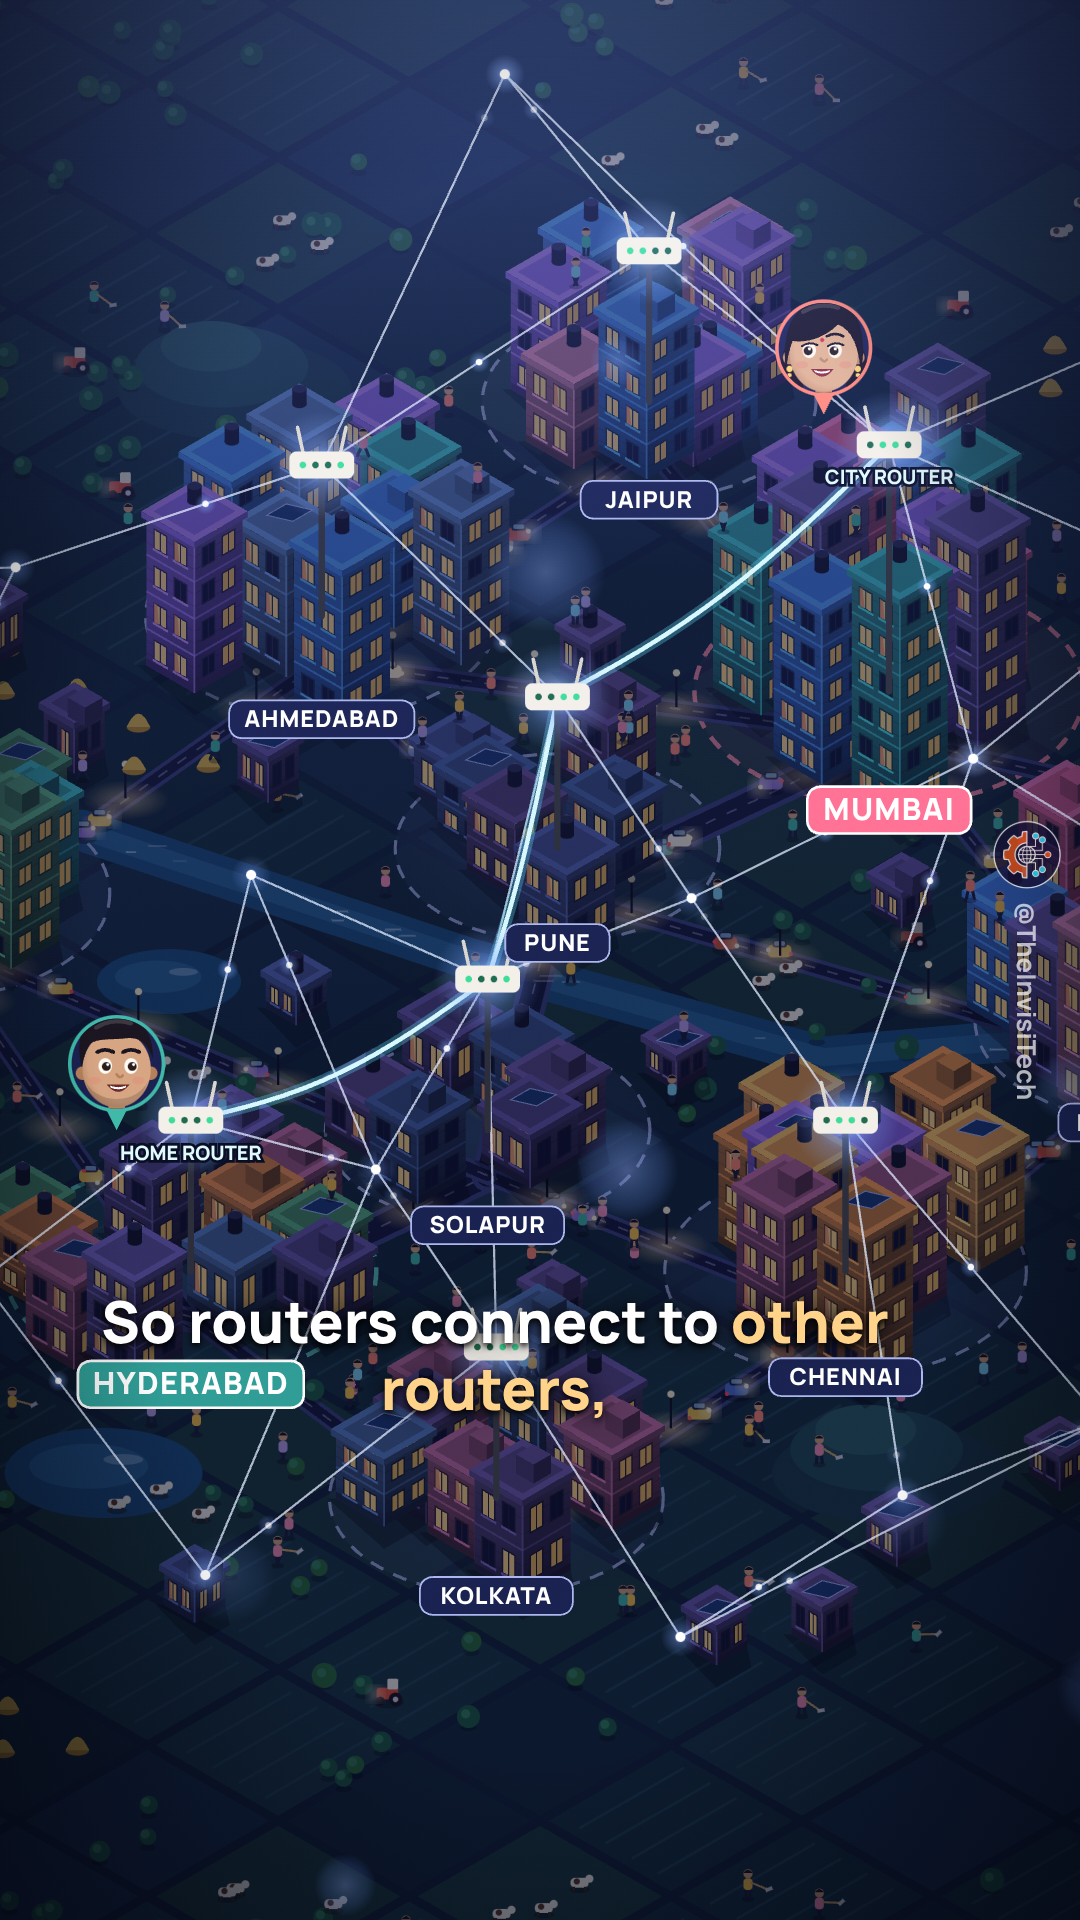 JAIPUR
CITY ROUTER
AHMEDABAD
MUMBAI
@TheInvisiTech
PUNE
HOME ROUTER
SOLAPUR
So routers connect to other
routers,
HYDERABAD
CHENNAI
KOLKATA